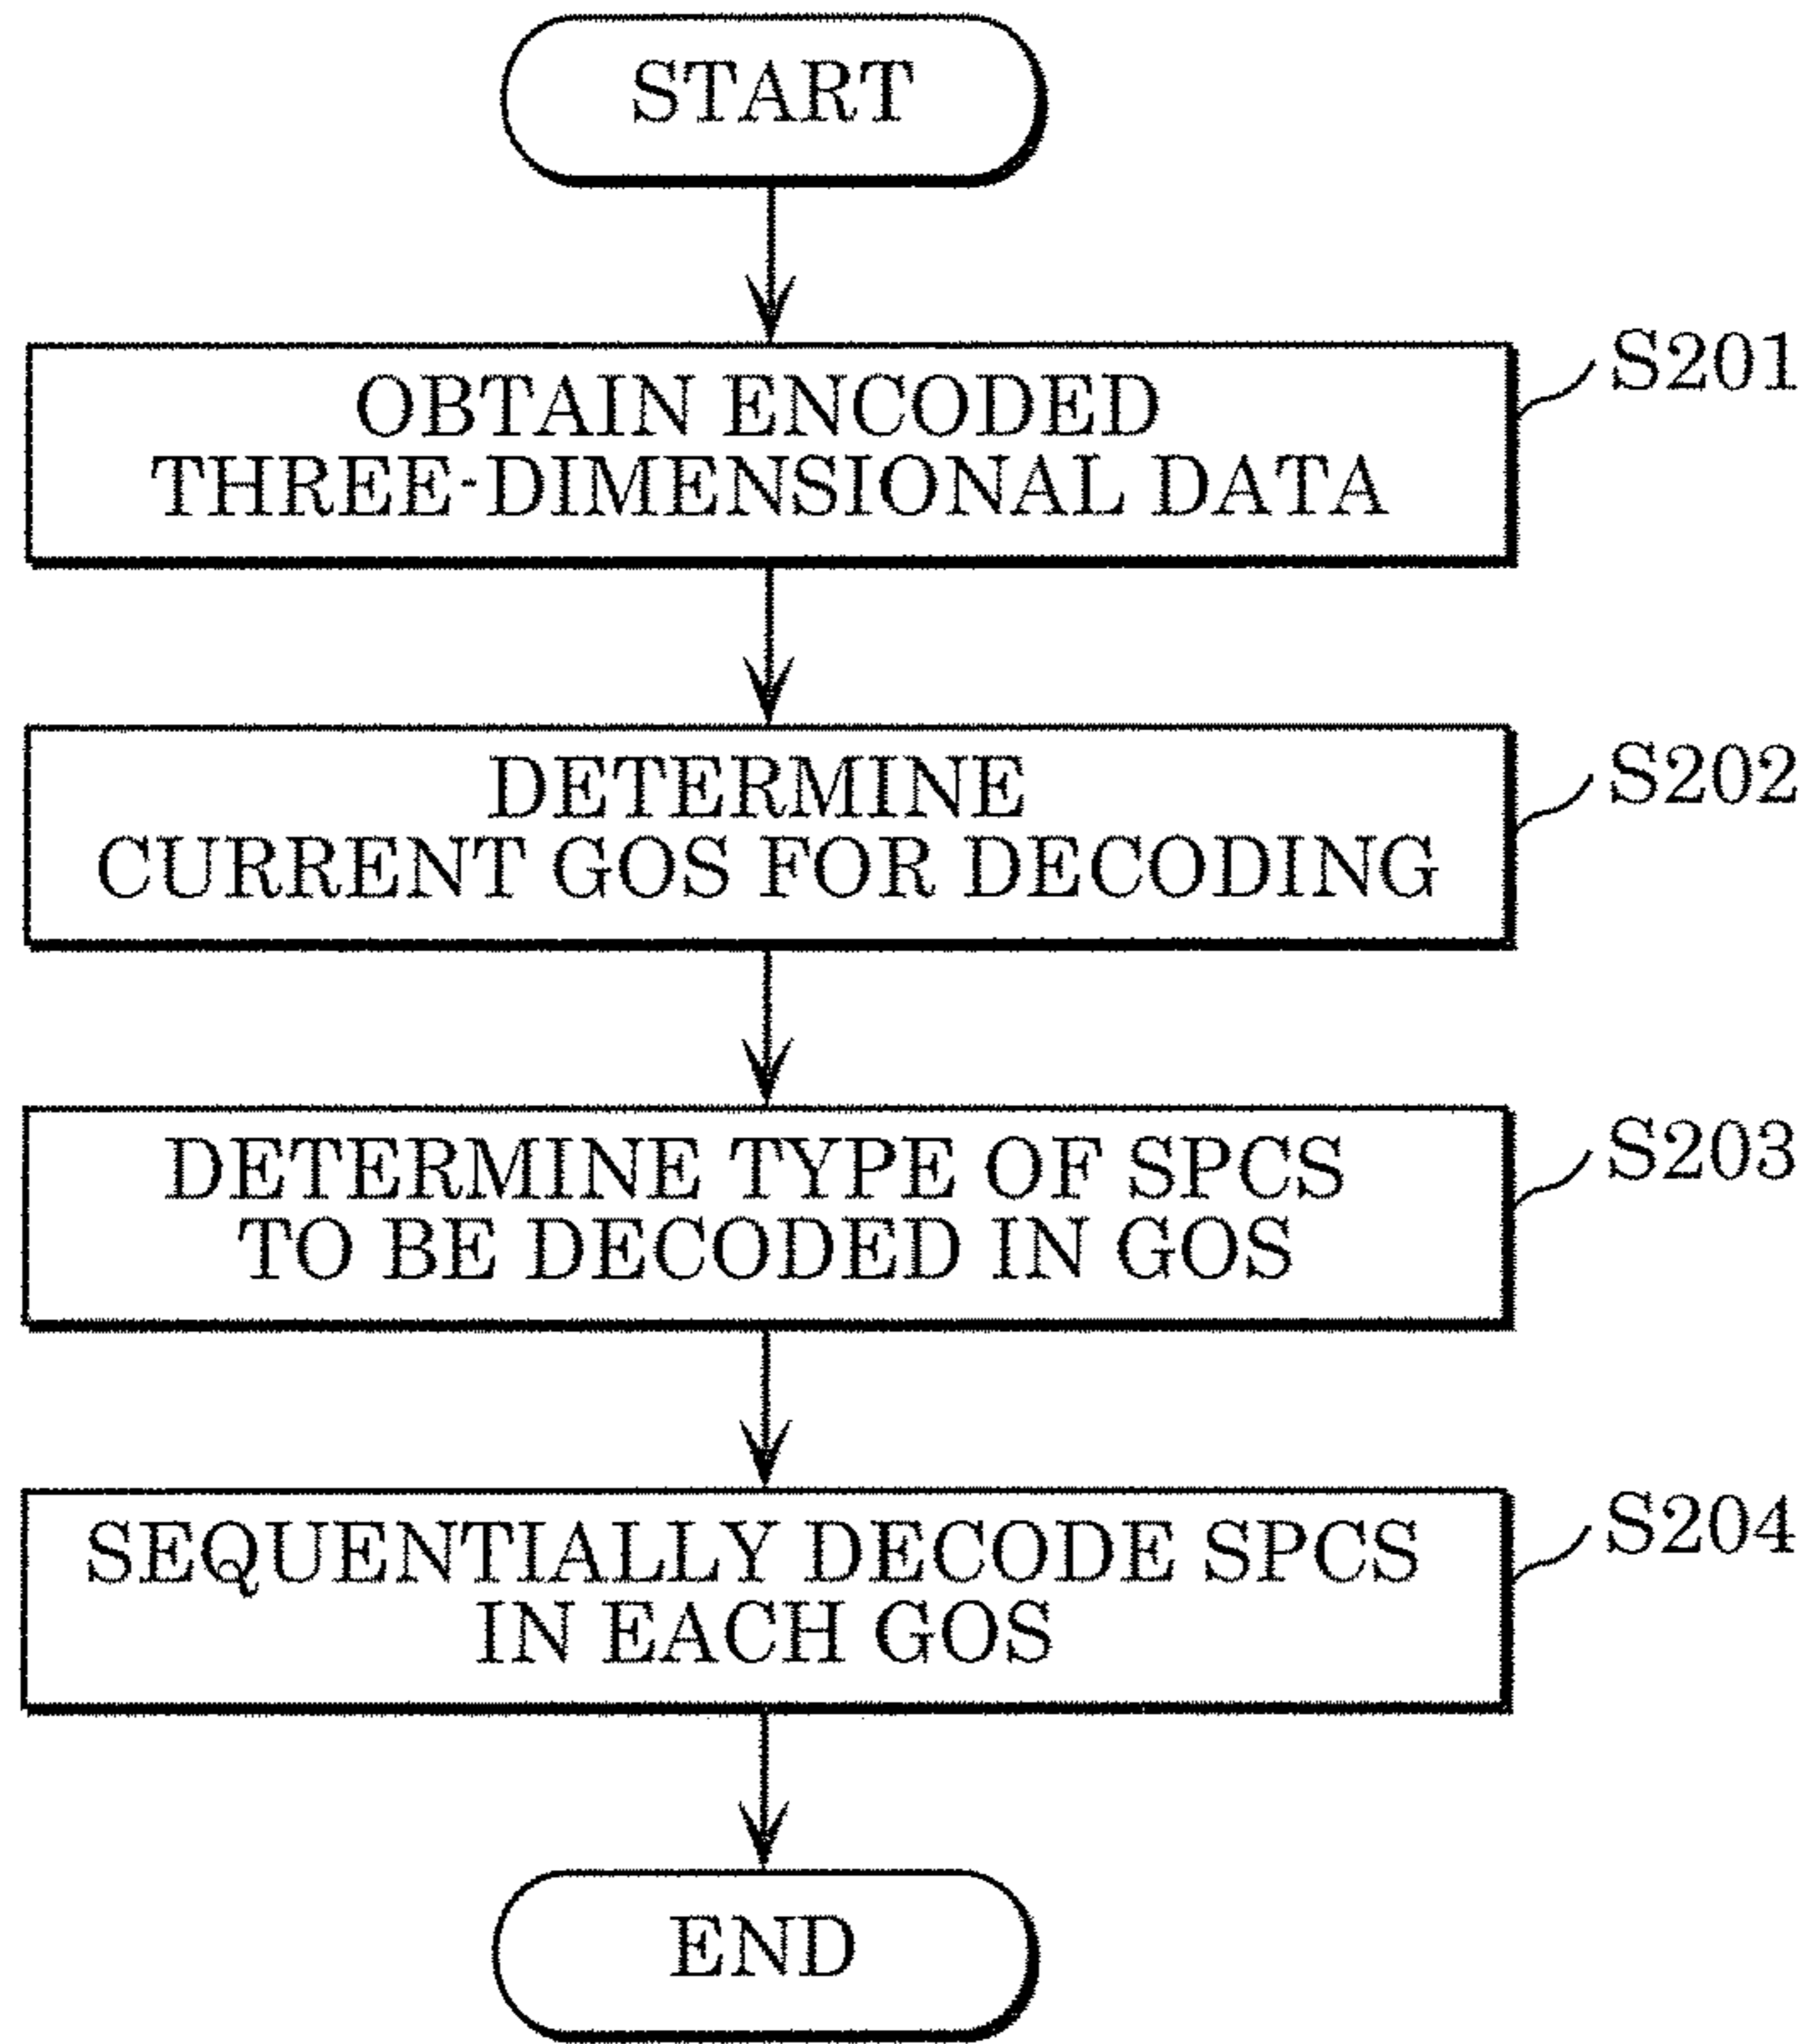 START
OBTAIN ENCODED
THREE-DIMENSIONAL DATA
S201
DETERMINE
CURRENT GOS FOR DECODING
S202
DETERMINE TYPE OF SPCS
TO BE DECODED IN GOS
S203
SEQUENTIALLY DECODE SPCS
IN EACH GOS
S204
END